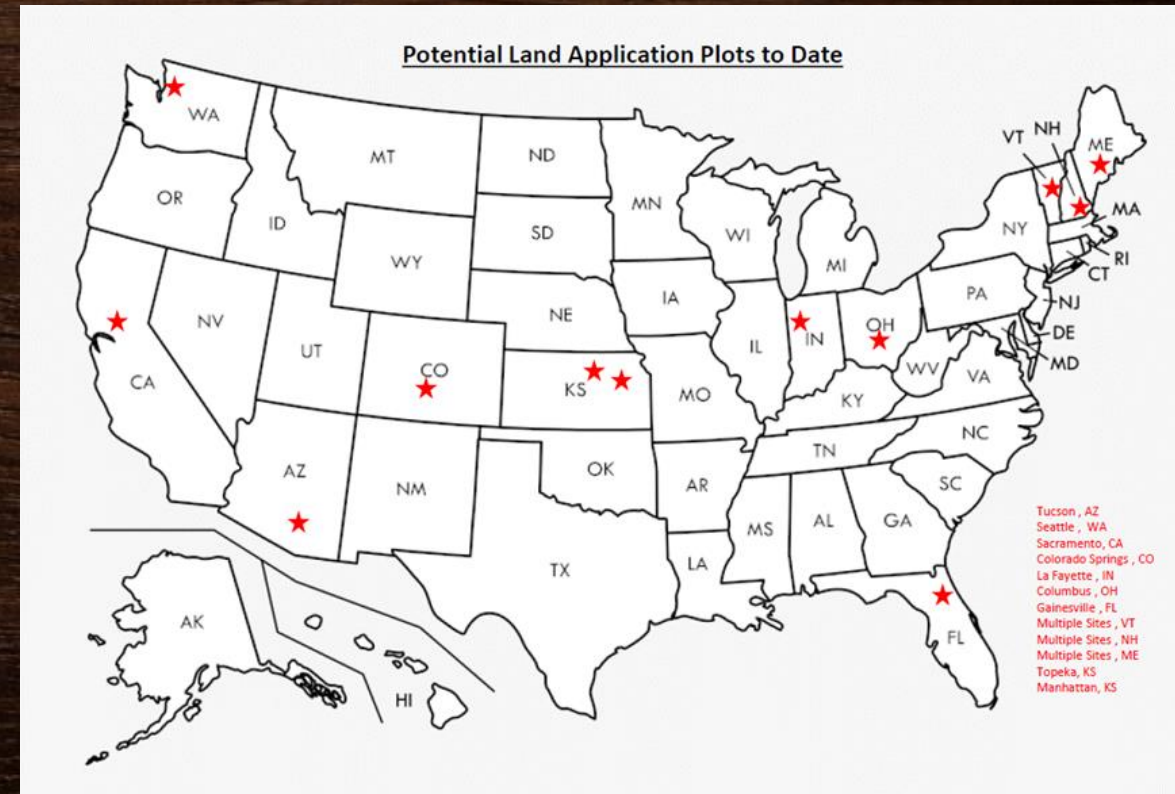 Potential Land Application Plots to Date
WA
MT
ND
MN
VT NH
ME
OR
ID
SD
WI
NY
MA
WY
MI
RI
CT
IA
PA
NJ
NE
NV
UT
IL
IN
OH
DE
MD
CO
WV
VA
CA
KS
MO
KY
NC
TN
AZ
NM
OK
AR
SC
MS
AL
GA
TX
LA
FL
AK
HI
Tucson , AZ
Seattle , WA
Sacramento, CA
Colorado Springs , CO
La Fayette , IN
Columbus , OH
Gainesville , FL
Multiple Sites , VT
Multiple Sites , NH
Multiple Sites , ME
Topeka, KS
Manhattan, KS